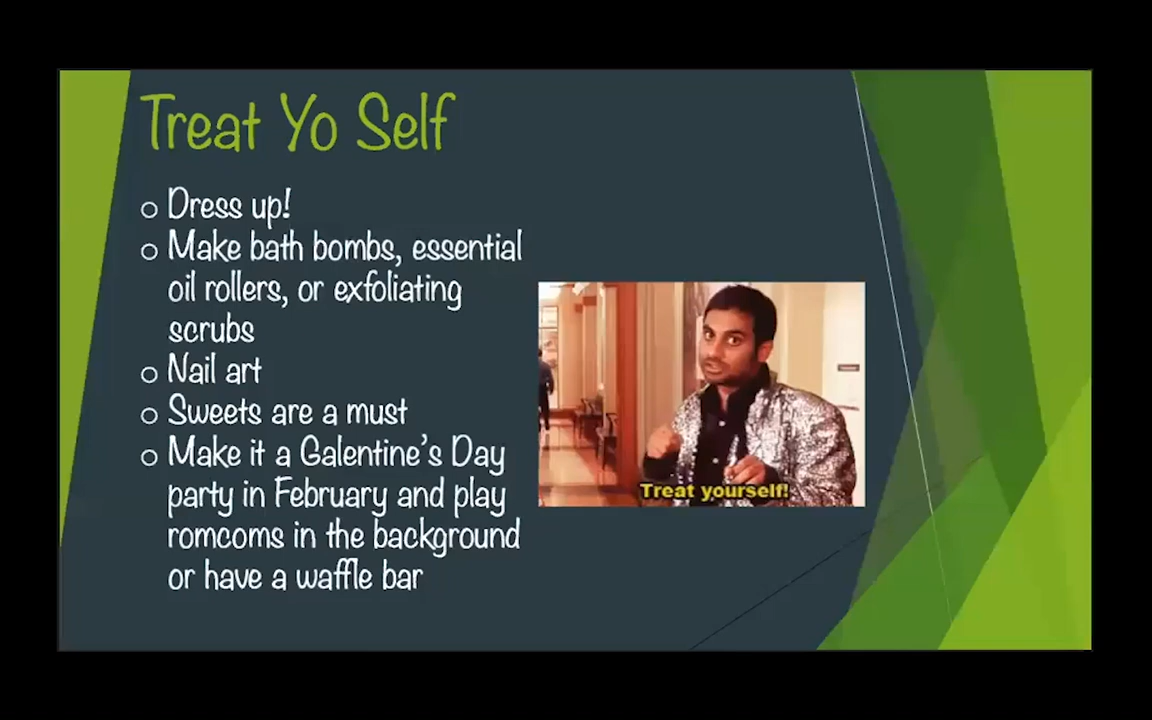 Treat Yo Self
o Dress up!
o Make bath bombs, essential
oil rollers, or exfoliating
scrubs
o Nail art
o Sweets are a must
o Make it a Galentine's Day
party in February and play
romcoms in the background
or have a waffle bar
Treat yourself!